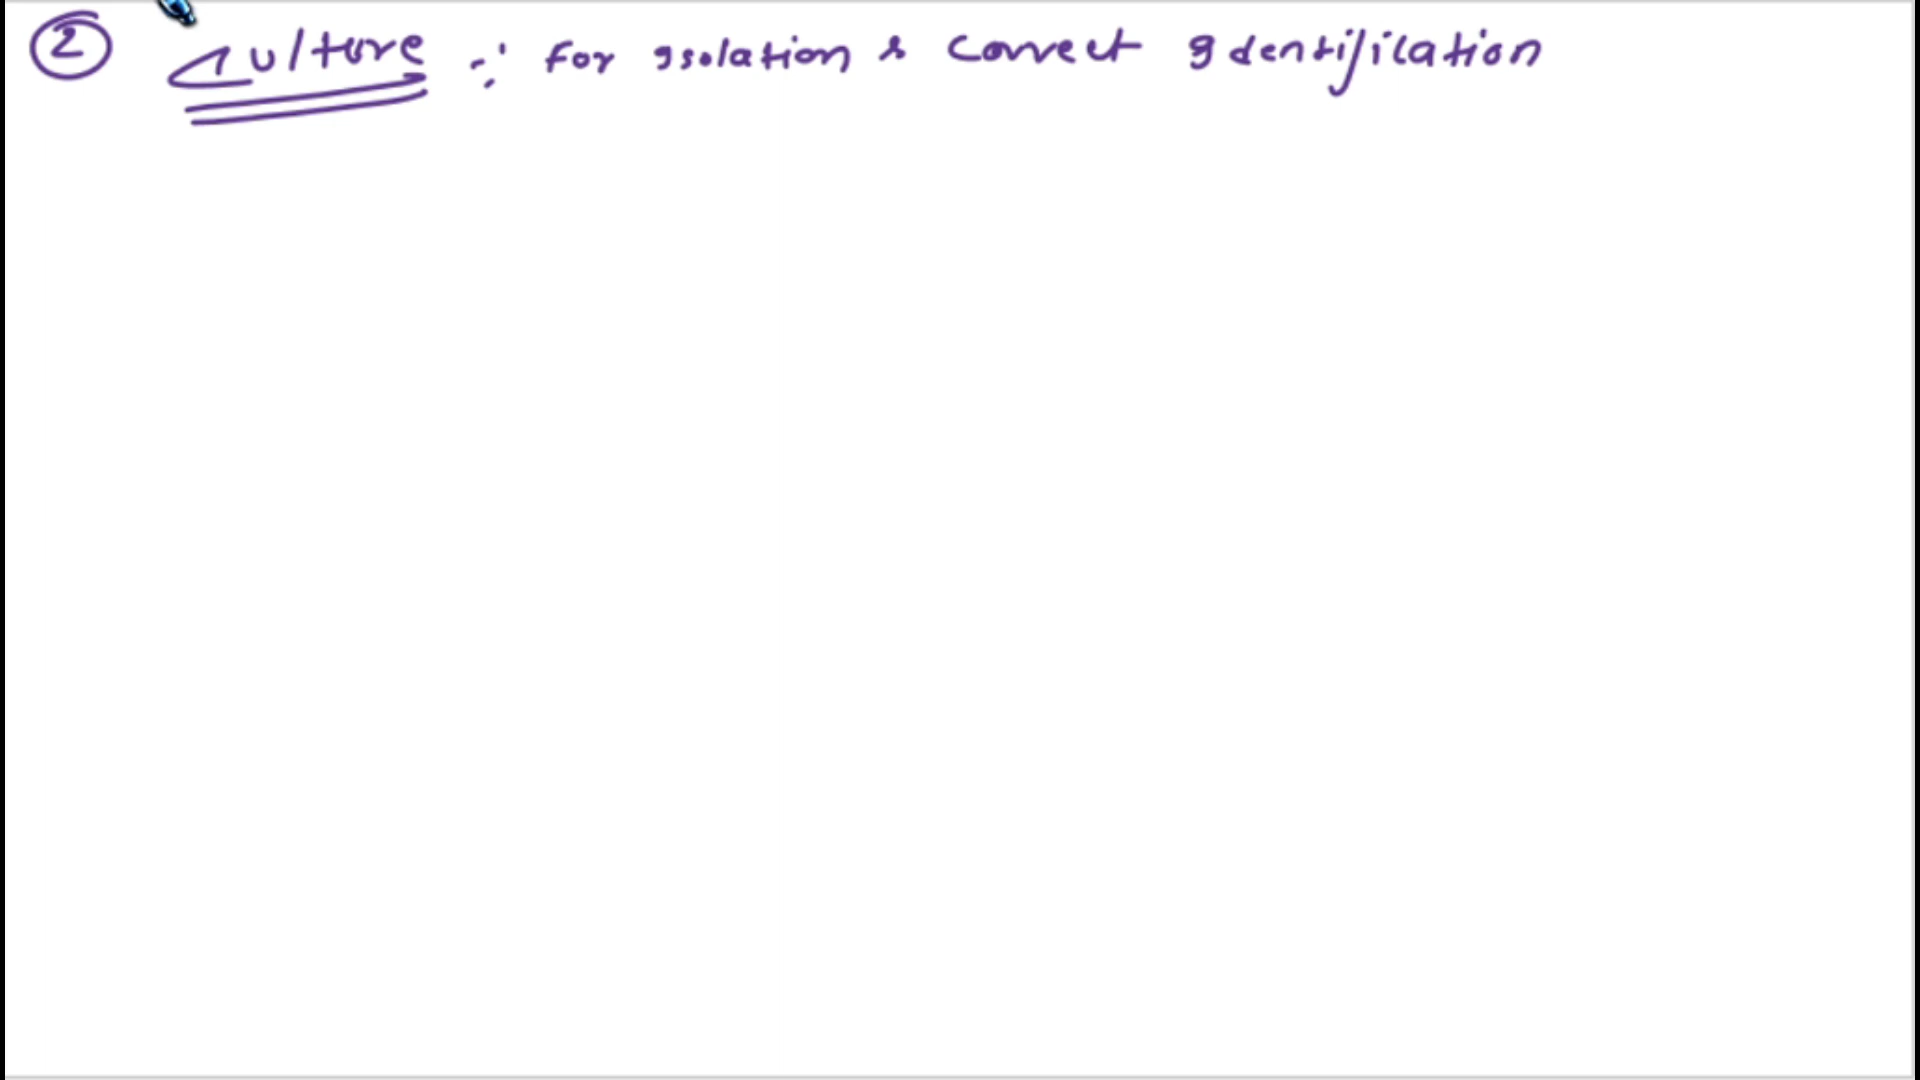 ② Culture :- For Isolation & Correct Identification